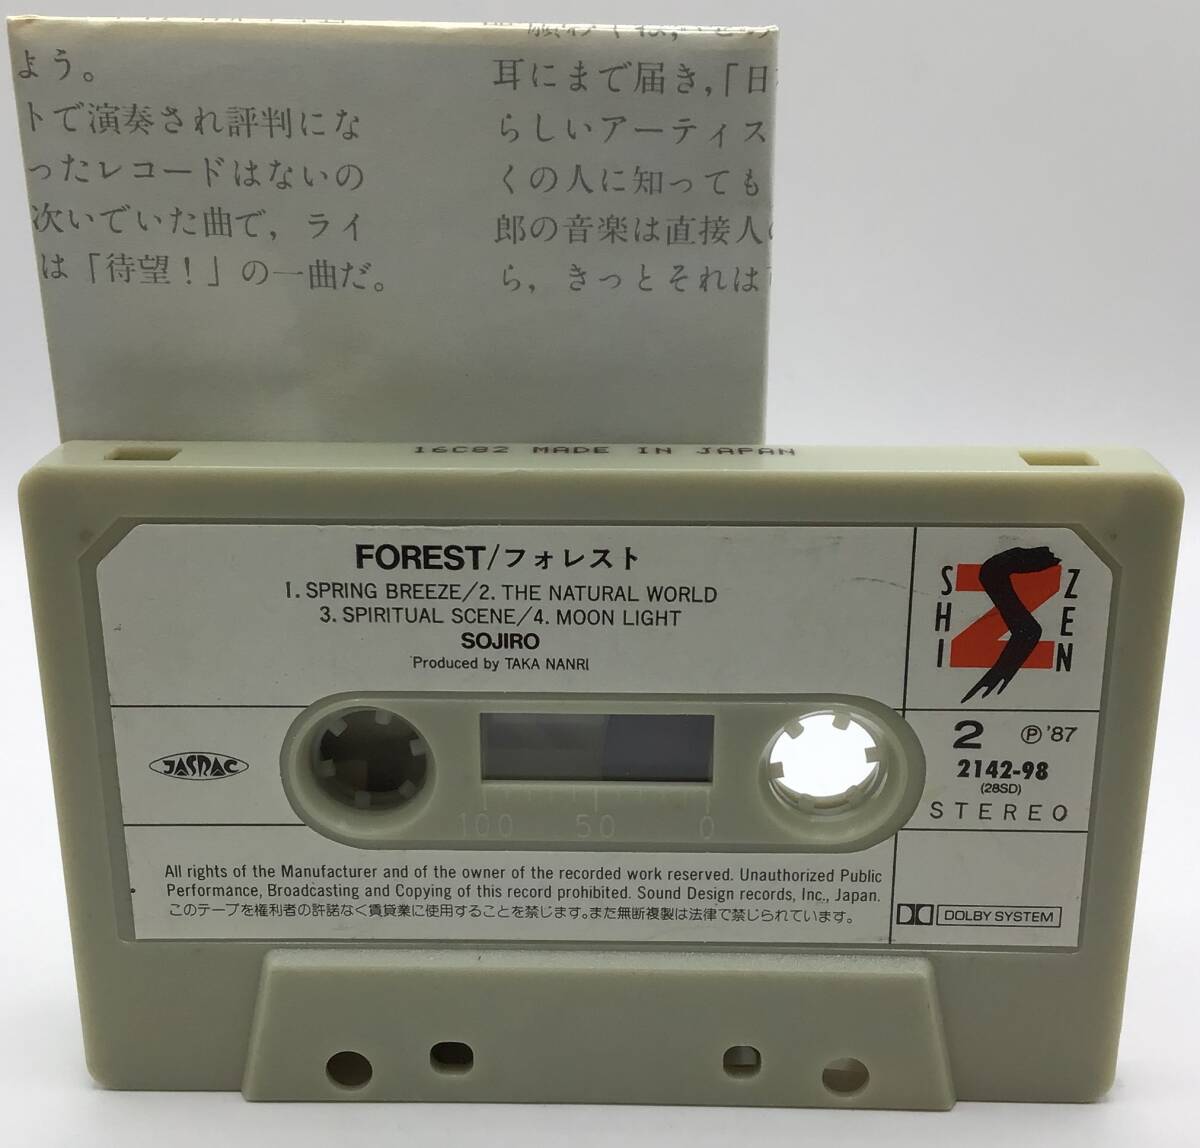 ょう。
トで演奏され評判にな
ったレコードはないの
次いでいた曲で，ライ
は「待望！」の一曲だ。
耳にまで届き，「日
らしいアーティス
くの人に知っても
郎の音楽は直接人
ら，きっとそれは
16C82 MADE IN JAPAN
FOREST/フォレスト
1. SPRING BREEZE/2. THE NATURAL WORLD
3. SPIRITUAL SCENE/4. MOON LIGHT
SOJIRO
Produced by TAKA NANRI
SHI
ZEN
JASRAC
2 Ⓟ'87
2142-98
(28SD)
STEREO
100 50 0
All rights of the Manufacturer and of the owner of the recorded work reserved. Unauthorized Public
Performance, Broadcasting and Copying of this record prohibited. Sound Design records, Inc., Japan.
このテープを権利者の許諾なく賃貸業に使用することを禁じます。また無断複製は法律で禁じられています。
DOLBY SYSTEM